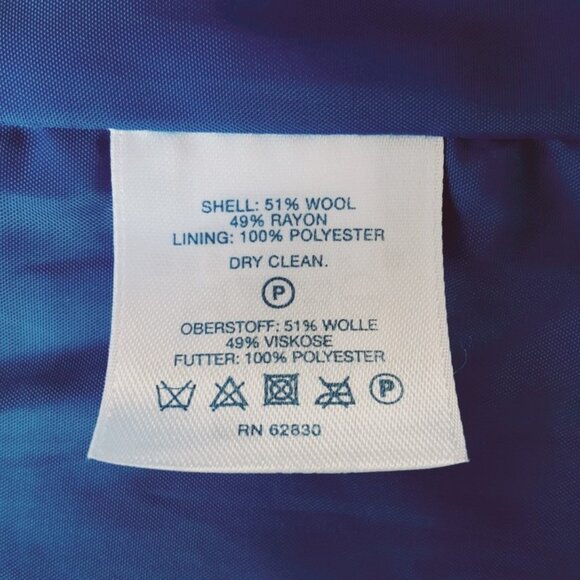 SHELL: 51% WOOL
49% RAYON
LINING: 100% POLYESTER
DRY CLEAN.
P
OBERSTOFF: 51% WOLLE
49% VISKOSE
FUTTER: 100% POLYESTER
P
RN 62830